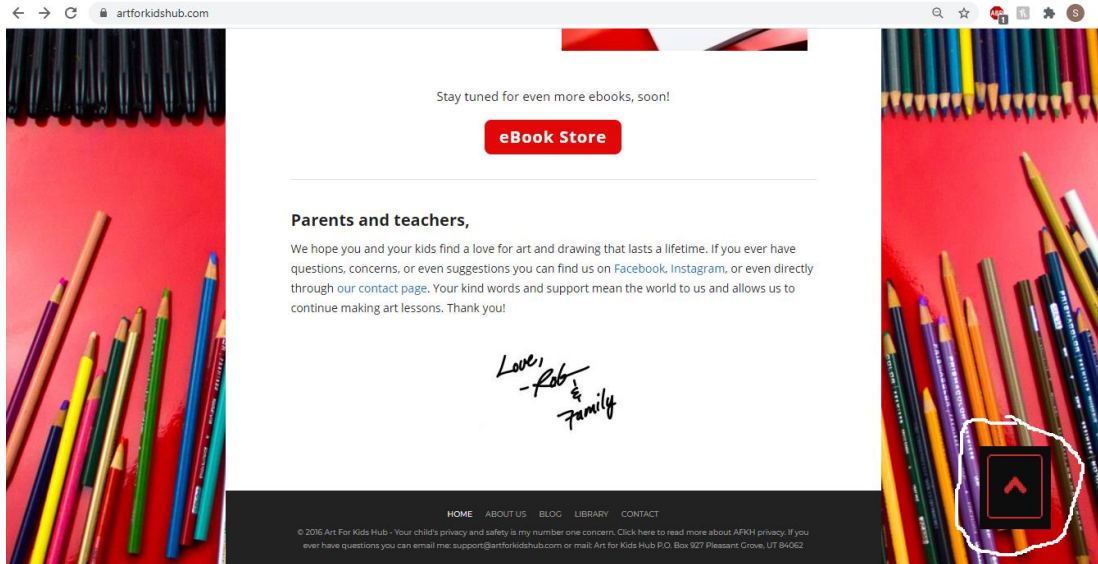 artforkidshub.com
1
S
Stay tuned for even more ebooks, soon!
eBook Store
Parents and teachers,
We hope you and your kids find a love for art and drawing that lasts a lifetime. If you ever have
questions, concerns, or even suggestions you can find us on Facebook, Instagram, or even directly
through our contact page. Your kind words and support mean the world to us and allows us to
continue making art lessons. Thank you!
Love,
-Rob
&
Family
PRISMACOLOR
PRISMACOLOR
HOME ABOUT US BLOG LIBRARY CONTACT
© 2016 Art For Kids Hub - Your child's privacy and safety is my number one concern. Click here to read more about AFKH privacy. If you
ever have questions you can email me: support@artforkidshub.com or mail: Art for Kids Hub P.O. Box 927 Pleasant Grove, UT 84062